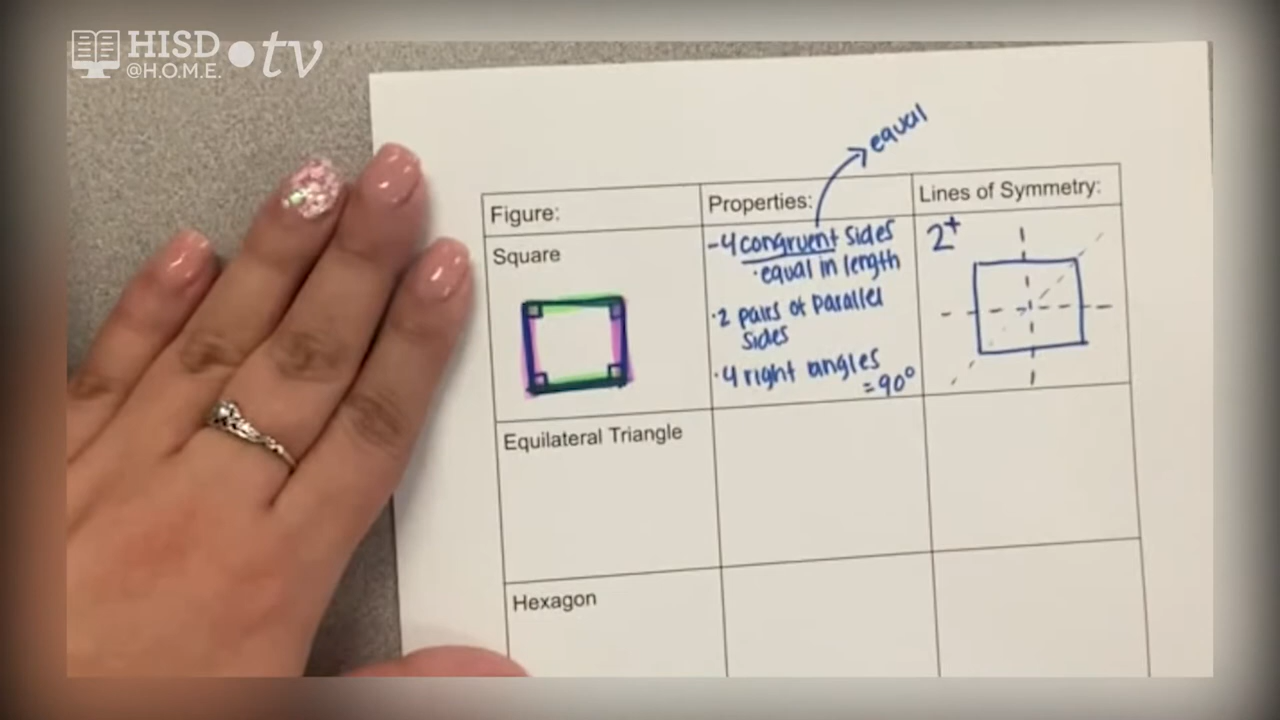 HISD
@H.O.M.E.
tv
equal
Figure:
Properties:
Lines of Symmetry:
Square
-4 congruent sides
·equal in length
·2 pairs of parallel
sides
·4 right angles
=90°
2+
Equilateral Triangle
Hexagon